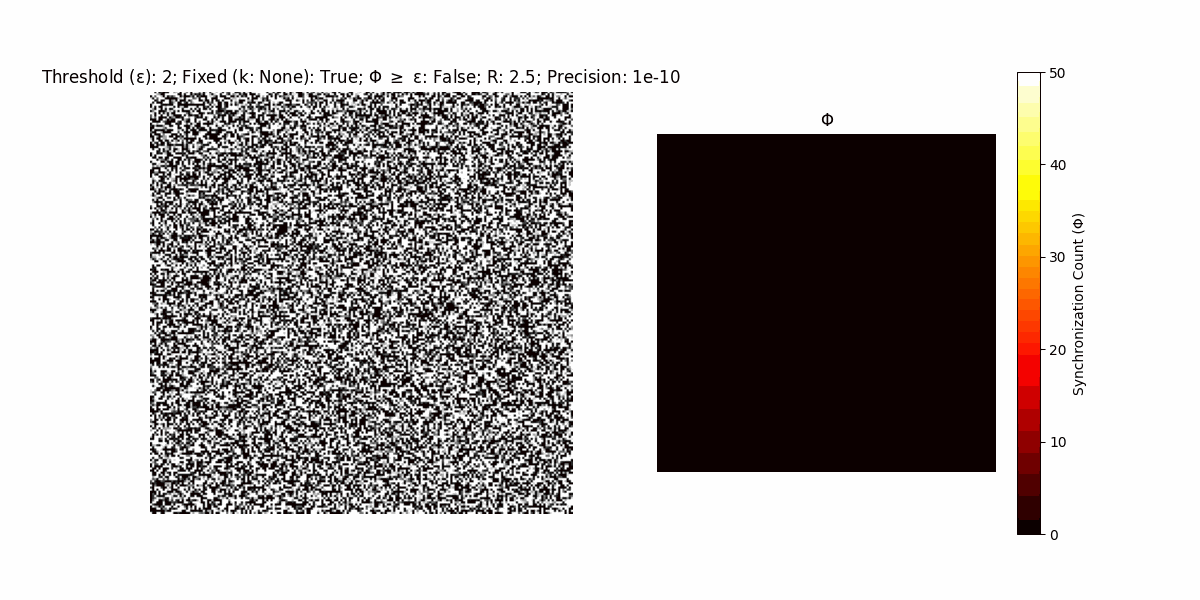 Threshold (ε): 2; Fixed (k: None): True; Φ ≥ ε: False; R: 2.5; Precision: 1e-10
Φ
50
40
30
20
10
0
Synchronization Count (Φ)